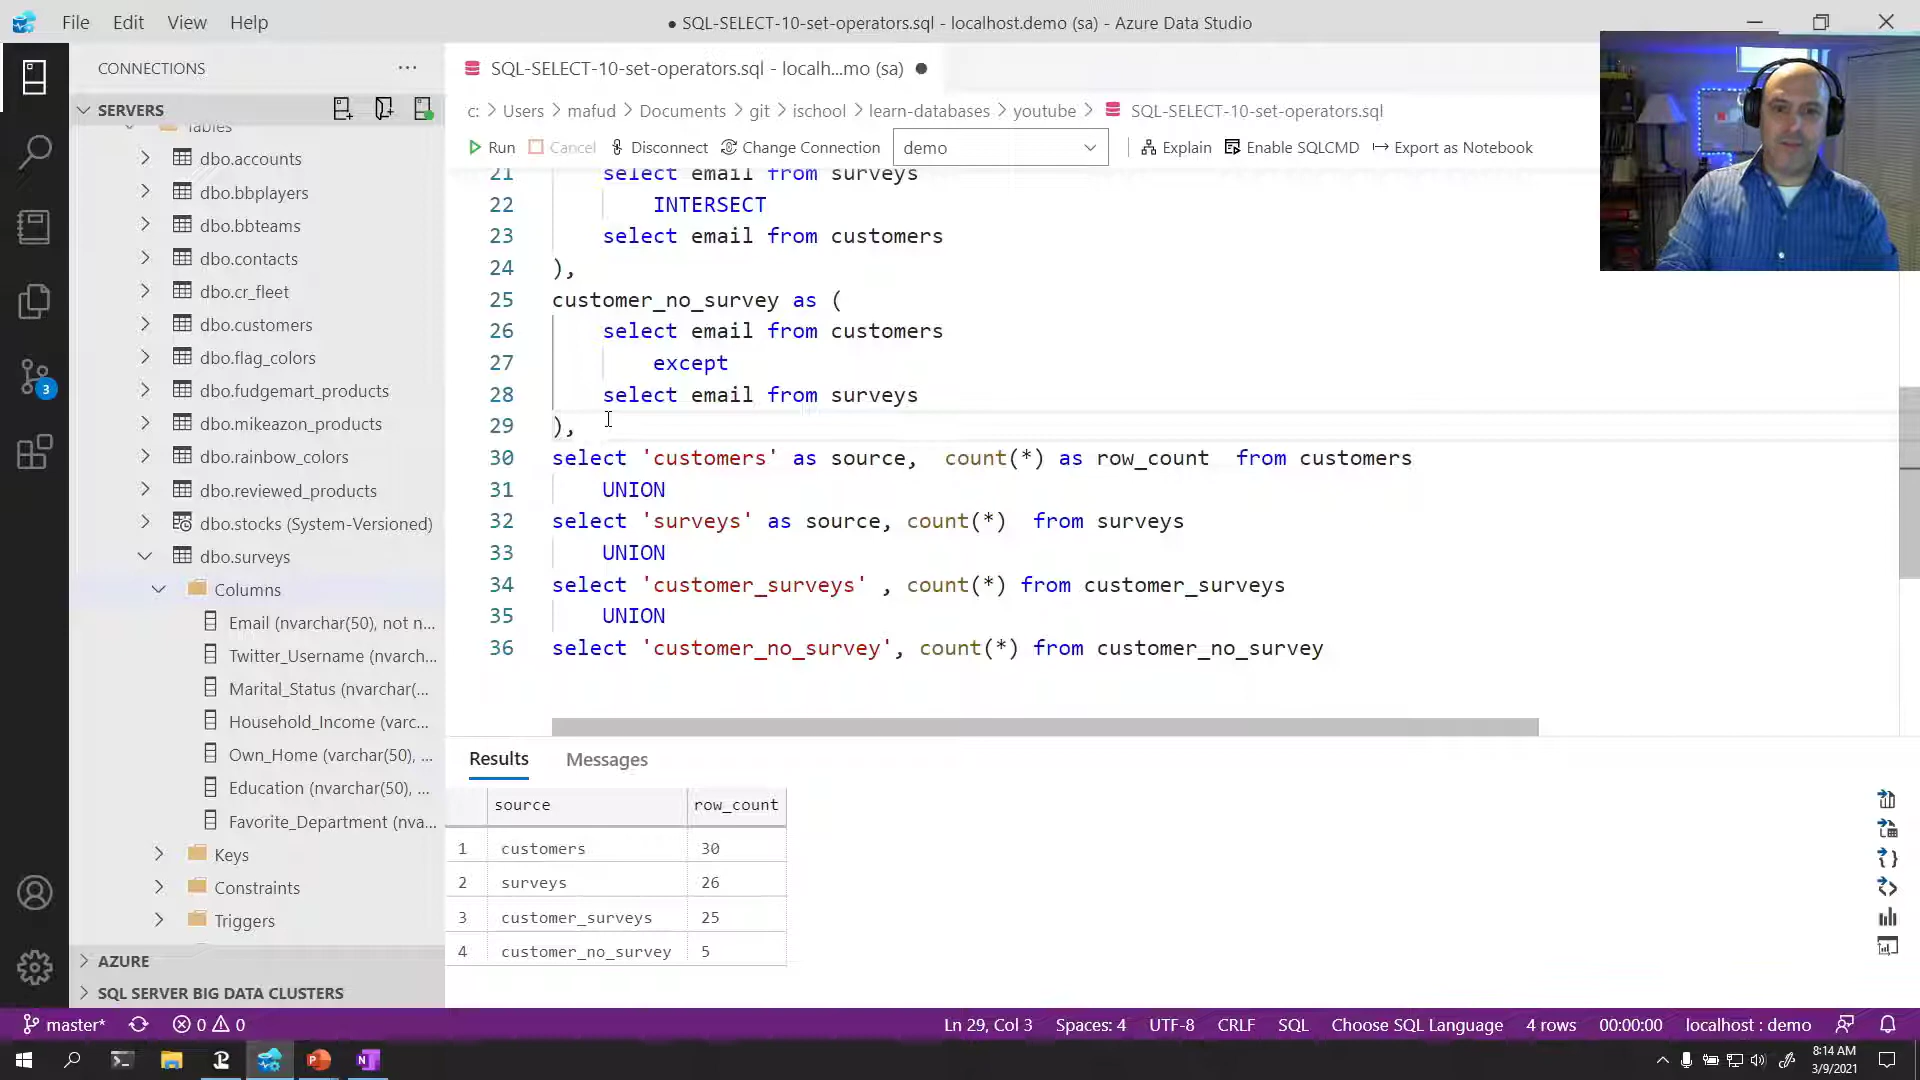 File Edit View Help
● SQL-SELECT-10-set-operators.sql - localhost.demo (sa) - Azure Data Studio
CONNECTIONS
SERVERS
Tables
dbo.accounts
dbo.bbplayers
dbo.bbteams
dbo.contacts
dbo.cr_fleet
dbo.customers
dbo.flag_colors
dbo.fudgemart_products
dbo.mikeazon_products
dbo.rainbow_colors
dbo.reviewed_products
dbo.stocks (System-Versioned)
dbo.surveys
Columns
Email (nvarchar(50), not n...
Twitter_Username (nvarch...
Marital_Status (nvarchar(...
Household_Income (varc...
Own_Home (varchar(50), ...
Education (nvarchar(50), ...
Favorite_Department (nva...
Keys
Constraints
Triggers
AZURE
SQL SERVER BIG DATA CLUSTERS
3
SQL-SELECT-10-set-operators.sql - localh...mo (sa) ●
c: > Users > mafud > Documents > git > ischool > learn-databases > youtube > SQL-SELECT-10-set-operators.sql
Run Cancel Disconnect Change Connection demo Explain Enable SQLCMD Export as Notebook
21 select email from surveys
22 INTERSECT
23 select email from customers
24 ),
25 customer_no_survey as (
26 select email from customers
27 except
28 select email from surveys
29 ),
30 select 'customers' as source, count(*) as row_count from customers
31 UNION
32 select 'surveys' as source, count(*) from surveys
33 UNION
34 select 'customer_surveys' , count(*) from customer_surveys
35 UNION
36 select 'customer_no_survey', count(*) from customer_no_survey
Results Messages
source row_count
1 customers 30
2 surveys 26
3 customer_surveys 25
4 customer_no_survey 5
master* 0 0 Ln 29, Col 3 Spaces: 4 UTF-8 CRLF SQL Choose SQL Language 4 rows 00:00:00 localhost : demo
8:14 AM
3/9/2021